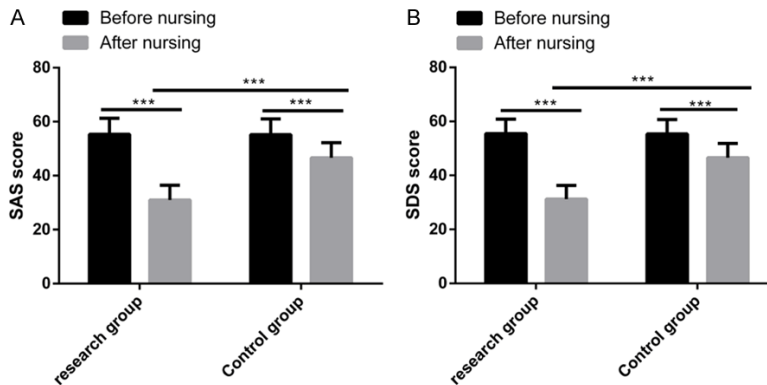 A
Before nursing
After nursing
SAS score
80
60
40
20
0
***
***
***
research group
Control group
B
Before nursing
After nursing
SDS score
80
60
40
20
0
***
***
***
research group
Control group